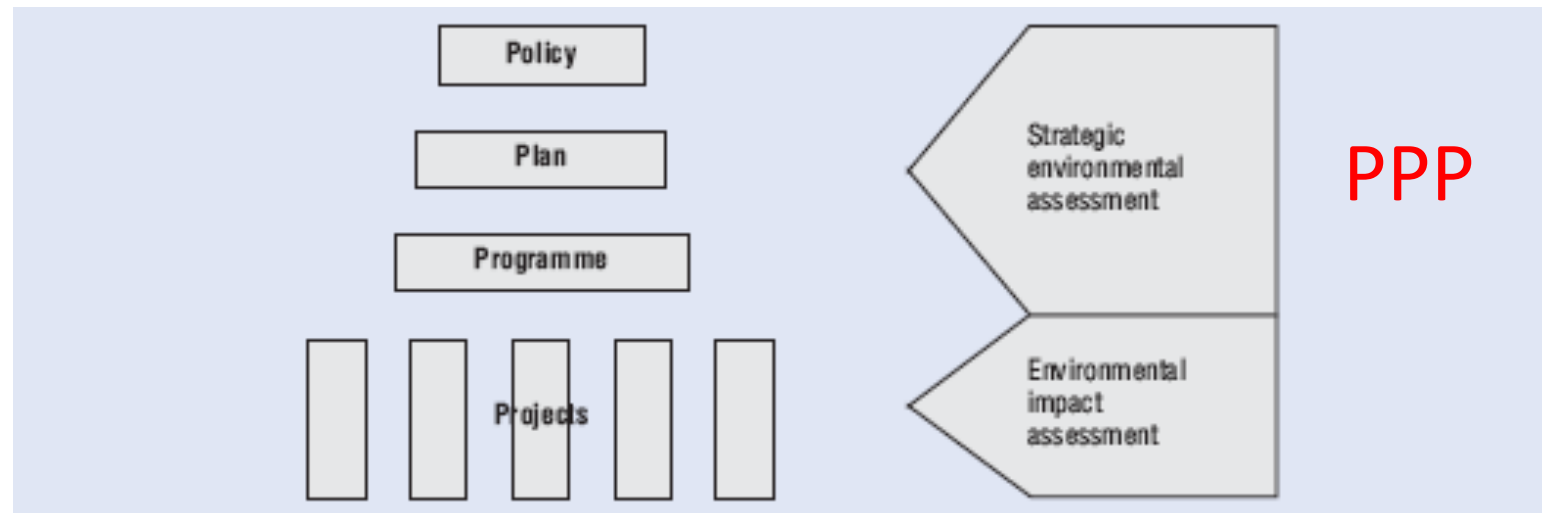 Policy
Plan
Programme
Projects
Strategic
environmental
assessment
PPP
Environmental
impact
assessment